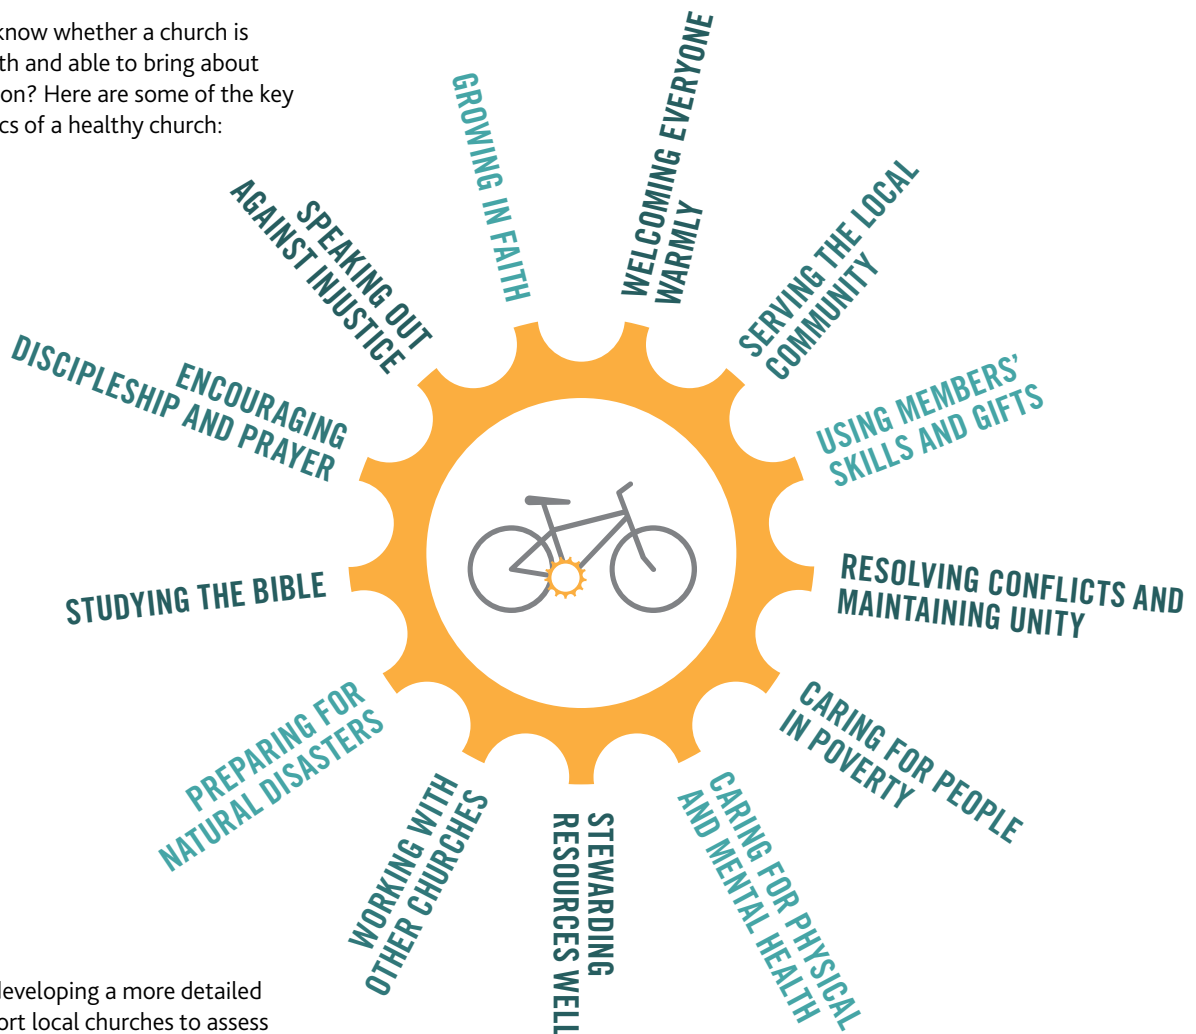 know whether a church is
th and able to bring about
on? Here are some of the key
cs of a healthy church:
GROWING IN FAITH
WELCOMING EVERYONE
WARMLY
SERVING THE LOCAL
COMMUNITY
USING MEMBERS’
SKILLS AND GIFTS
RESOLVING CONFLICTS AND
MAINTAINING UNITY
CARING FOR PEOPLE
IN POVERTY
CARING FOR PHYSICAL
AND MENTAL HEALTH
STEWARDING
RESOURCES WELL
WORKING WITH
OTHER CHURCHES
PREPARING FOR
NATURAL DISASTERS
STUDYING THE BIBLE
ENCOURAGING
DISCIPLESHIP AND PRAYER
SPEAKING OUT
AGAINST INJUSTICE
developing a more detailed
ort local churches to assess